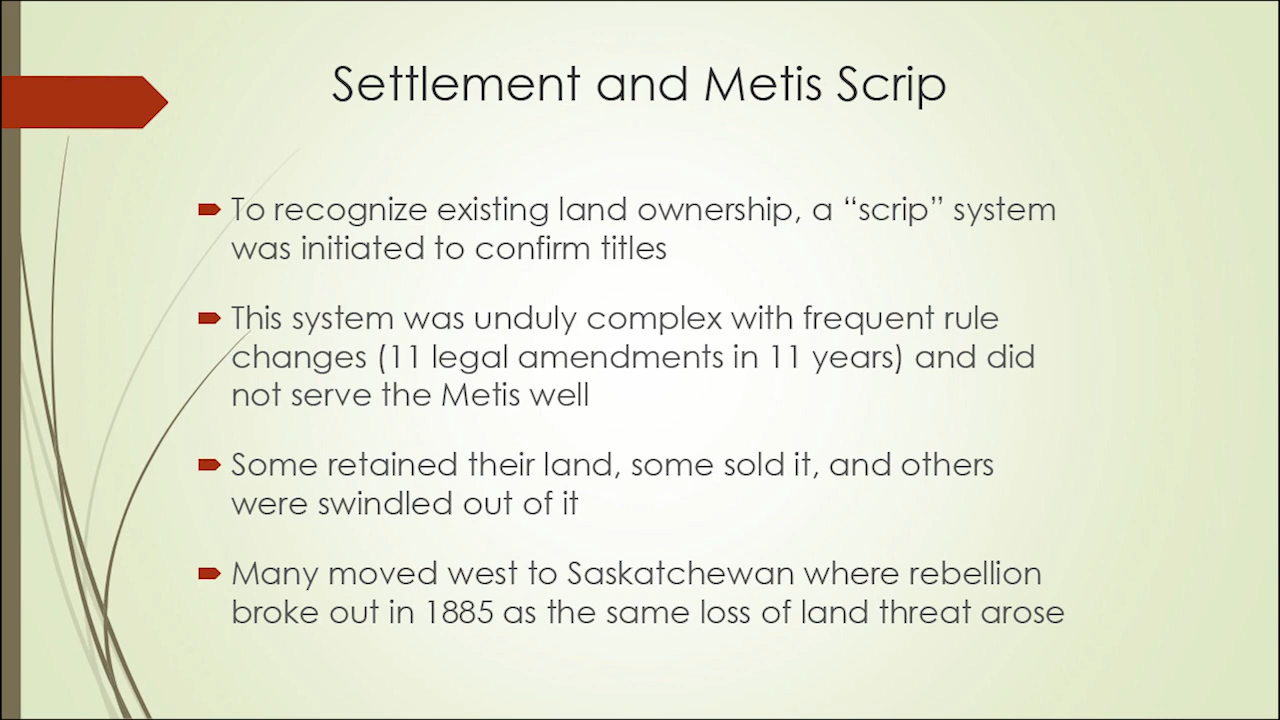 Settlement and Metis Scrip
To recognize existing land ownership, a “scrip” system
was initiated to confirm titles
This system was unduly complex with frequent rule
changes (11 legal amendments in 11 years) and did
not serve the Metis well
Some retained their land, some sold it, and others
were swindled out of it
Many moved west to Saskatchewan where rebellion
broke out in 1885 as the same loss of land threat arose